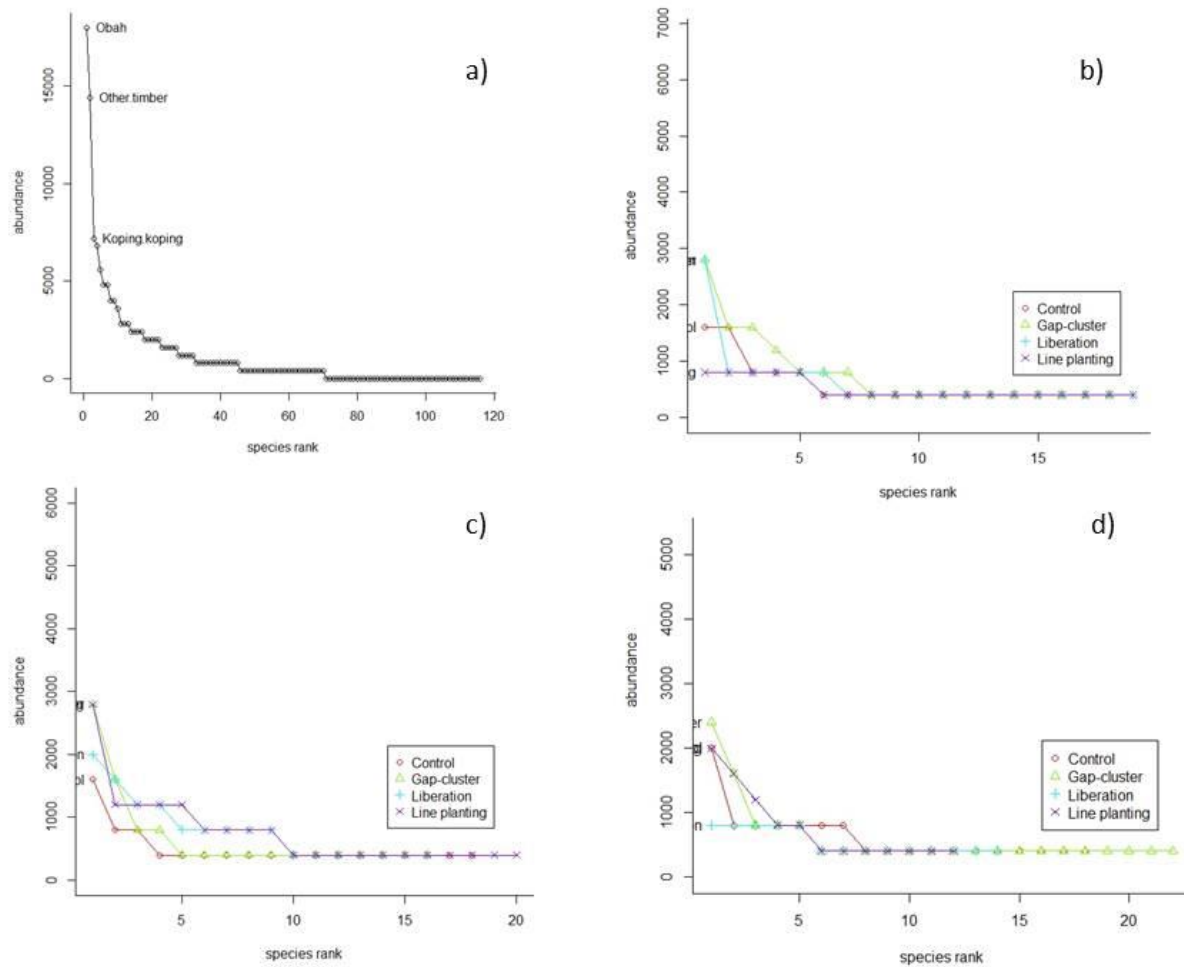 a)
Obah
Other.timber
Koping.koping
15000
10000
5000
0
abundance
0 20 40 60 80 100 120
species rank
b)
7000
6000
5000
4000
3000
2000
1000
0
abundance
ol
g
Control
Gap-cluster
Liberation
Line planting
5 10 15
species rank
c)
6000
5000
4000
3000
2000
1000
0
abundance
g
n
ol
Control
Gap-cluster
Liberation
Line planting
5 10 15 20
species rank
d)
5000
4000
3000
2000
1000
0
abundance
er
n
Control
Gap-cluster
Liberation
Line planting
5 10 15 20
species rank